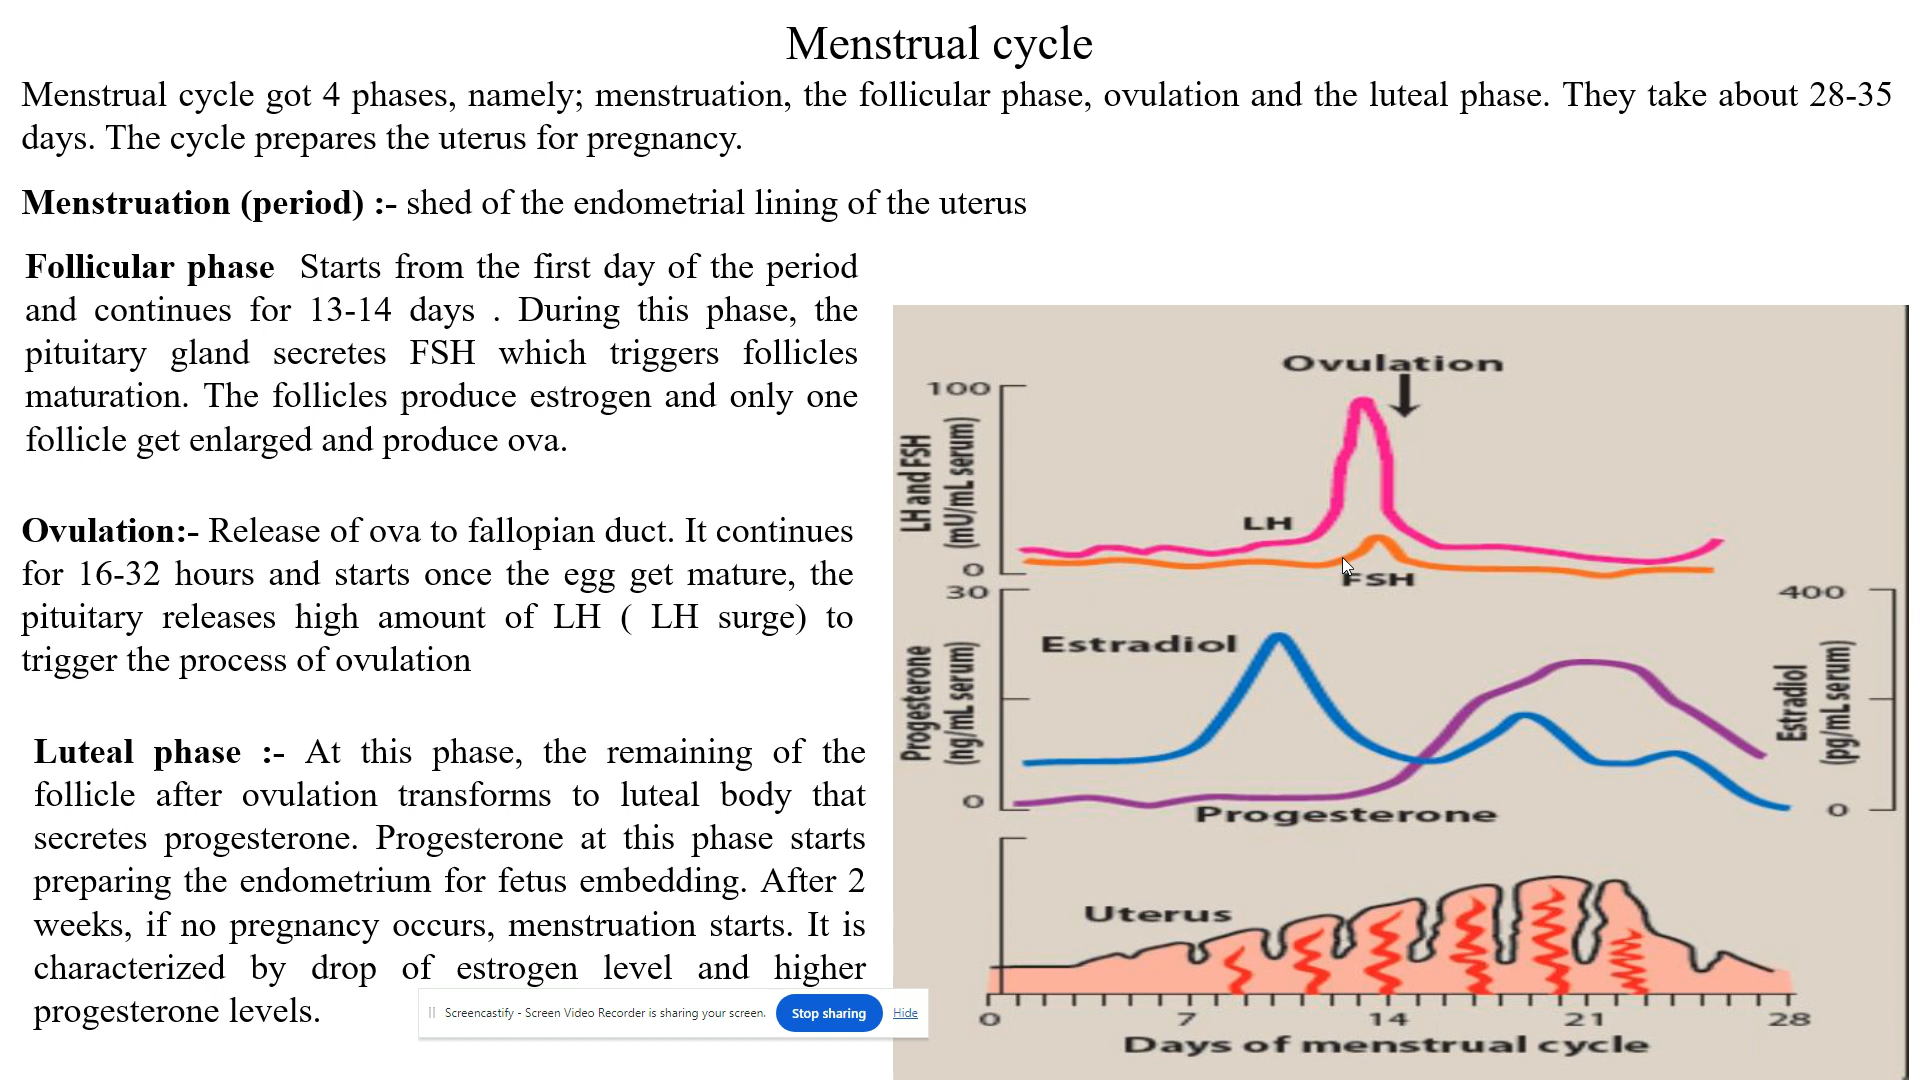 Menstrual cycle
Menstrual cycle got 4 phases, namely; menstruation, the follicular phase, ovulation and the luteal phase. They take about 28-35
days. The cycle prepares the uterus for pregnancy.
Menstruation (period) :- shed of the endometrial lining of the uterus
Follicular phase Starts from the first day of the period
and continues for 13-14 days . During this phase, the
pituitary gland secretes FSH which triggers follicles
maturation. The follicles produce estrogen and only one
follicle get enlarged and produce ova.
Ovulation:- Release of ova to fallopian duct. It continues
for 16-32 hours and starts once the egg get mature, the
pituitary releases high amount of LH ( LH surge) to
trigger the process of ovulation
Luteal phase :- At this phase, the remaining of the
follicle after ovulation transforms to luteal body that
secretes progesterone. Progesterone at this phase starts
preparing the endometrium for fetus embedding. After 2
weeks, if no pregnancy occurs, menstruation starts. It is
characterized by drop of estrogen level and higher
progesterone levels.
Screencastify - Screen Video Recorder is sharing your screen. Stop sharing Hide
Ovulation
100
LH and FSH
(mU/mL serum)
LH
0
FSH
30
400
Estradiol
Progesterone
(ng/mL serum)
Estradiol
(pg/mL serum)
0
0
Progesterone
Uterus
0 7 14 21 28
Days of menstrual cycle